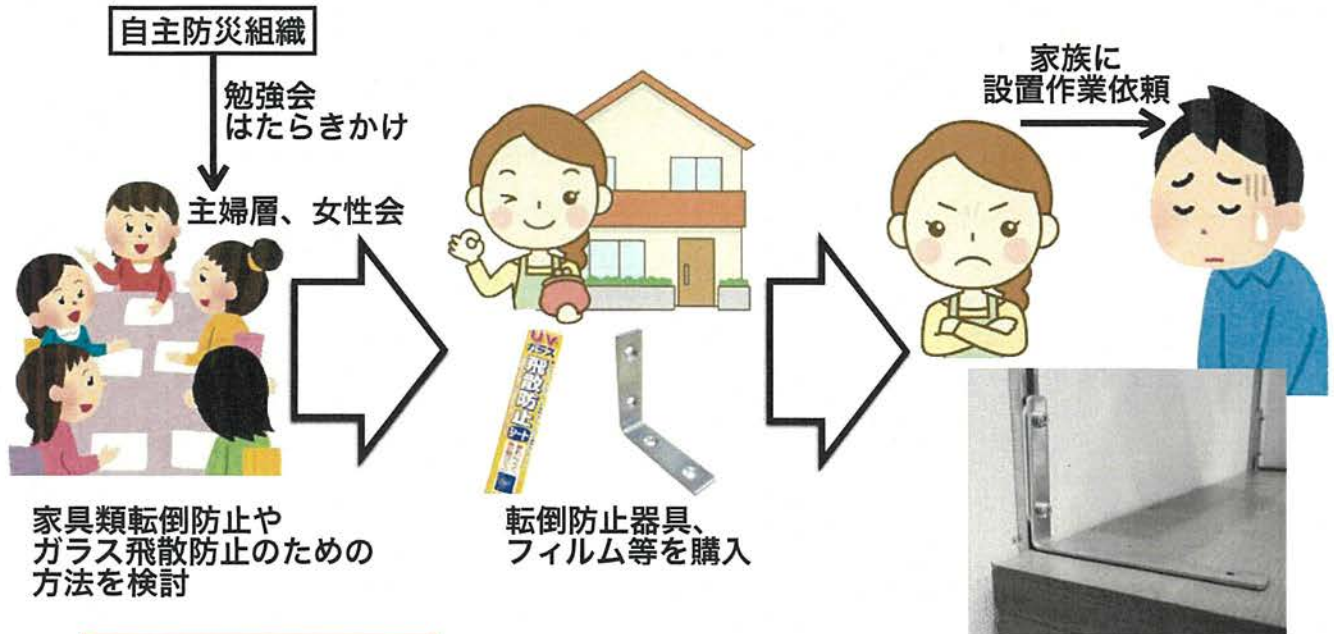 自主防災組織
勉強会
はたらきかけ
主婦層、女性会
家具類転倒防止や
ガラス飛散防止のための
方法を検討
UV
ガラス
飛散防止
シート
転倒防止器具、
フィルム等を購入
家族に
設置作業依頼